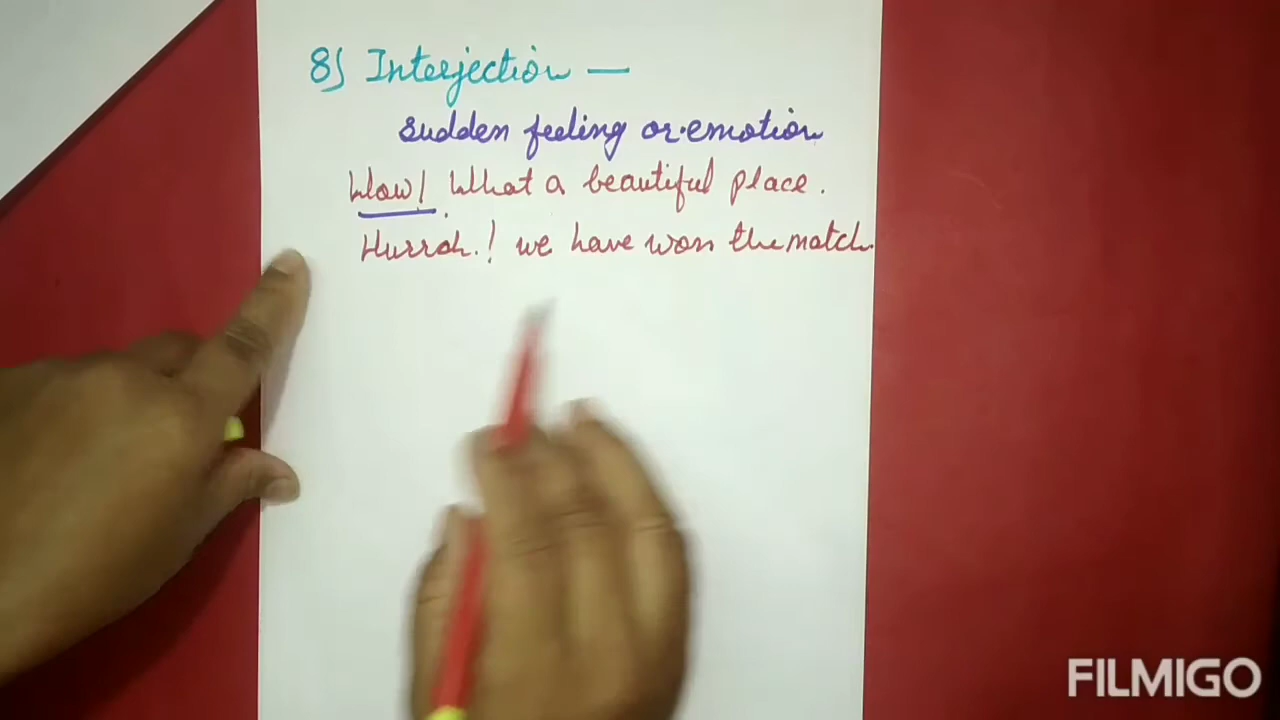 8) Interjection —
sudden feeling or emotion
Wow! What a beautiful place.
Hurrah.! we have won the match.
FILMIGO